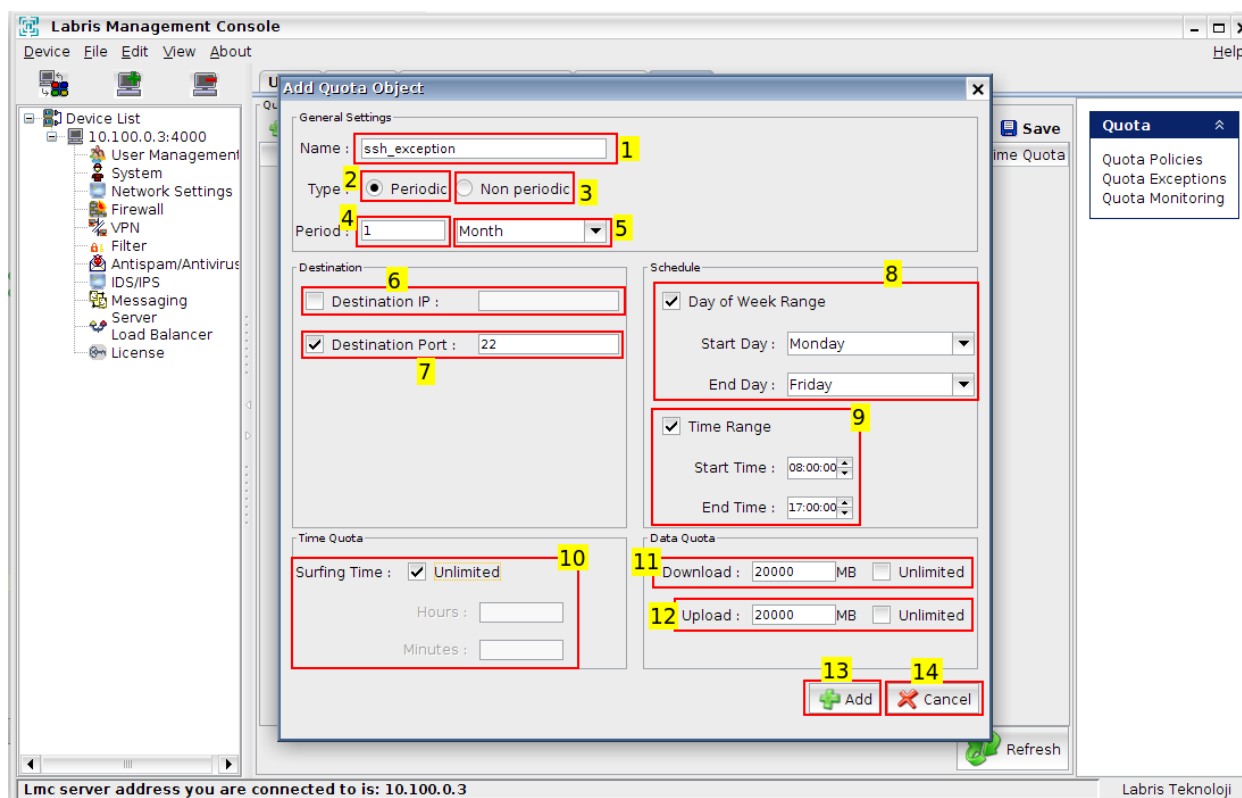 Labris Management Console
Device File Edit View About
Help
U
Add Quota Object
Qu
Device List
10.100.0.3:4000
User Management
System
Network Settings
Firewall
VPN
Filter
Antispam/Antivirus
IDS/IPS
Messaging
Server
Load Balancer
License
General Settings
Name : ssh_exception 1
Type : 2 Periodic Non periodic 3
4
Period : 1 Month 5
Destination
6
Destination IP :
Destination Port : 22
7
Schedule
8
Day of Week Range
Start Day : Monday
End Day : Friday
9
Time Range
Start Time : 08:00:00
End Time : 17:00:00
Time Quota
10
Surfing Time : Unlimited
Hours :
Minutes :
Data Quota
11 Download : 20000 MB Unlimited
12 Upload : 20000 MB Unlimited
13 14
Add Cancel
Save
ime Quota
Refresh
Quota
Quota Policies
Quota Exceptions
Quota Monitoring
Lmc server address you are connected to is: 10.100.0.3
Labris Teknoloji